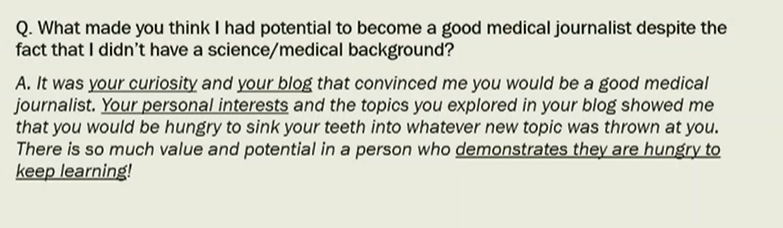 Q. What made you think I had potential to become a good medical journalist despite the
fact that I didn't have a science/medical background?
A. It was your curiosity and your blog that convinced me you would be a good medical
journalist. Your personal interests and the topics you explored in your blog showed me
that you would be hungry to sink your teeth into whatever new topic was thrown at you.
There is so much value and potential in a person who demonstrates they are hungry to
keep learning!